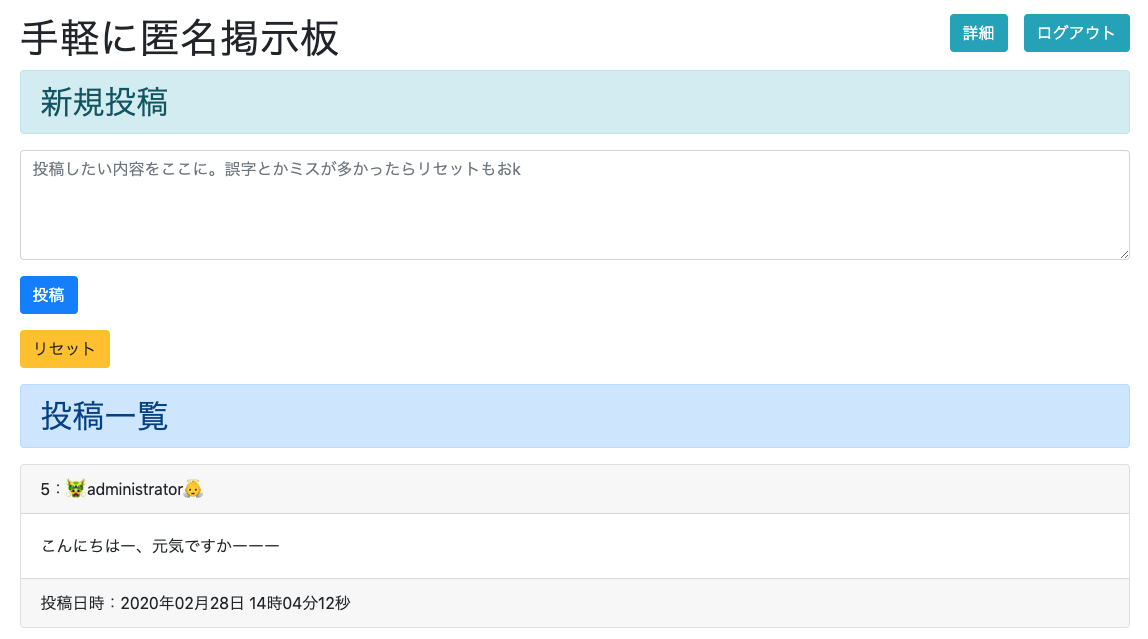 手軽に匿名掲示板
詳細
ログアウト
新規投稿
投稿したい内容をここに。誤字とかミスが多かったらリセットもおk
投稿
リセット
投稿一覧
5：👹administrator👼
こんにちはー、元気ですかーーー
投稿日時：2020年02月28日 14時04分12秒